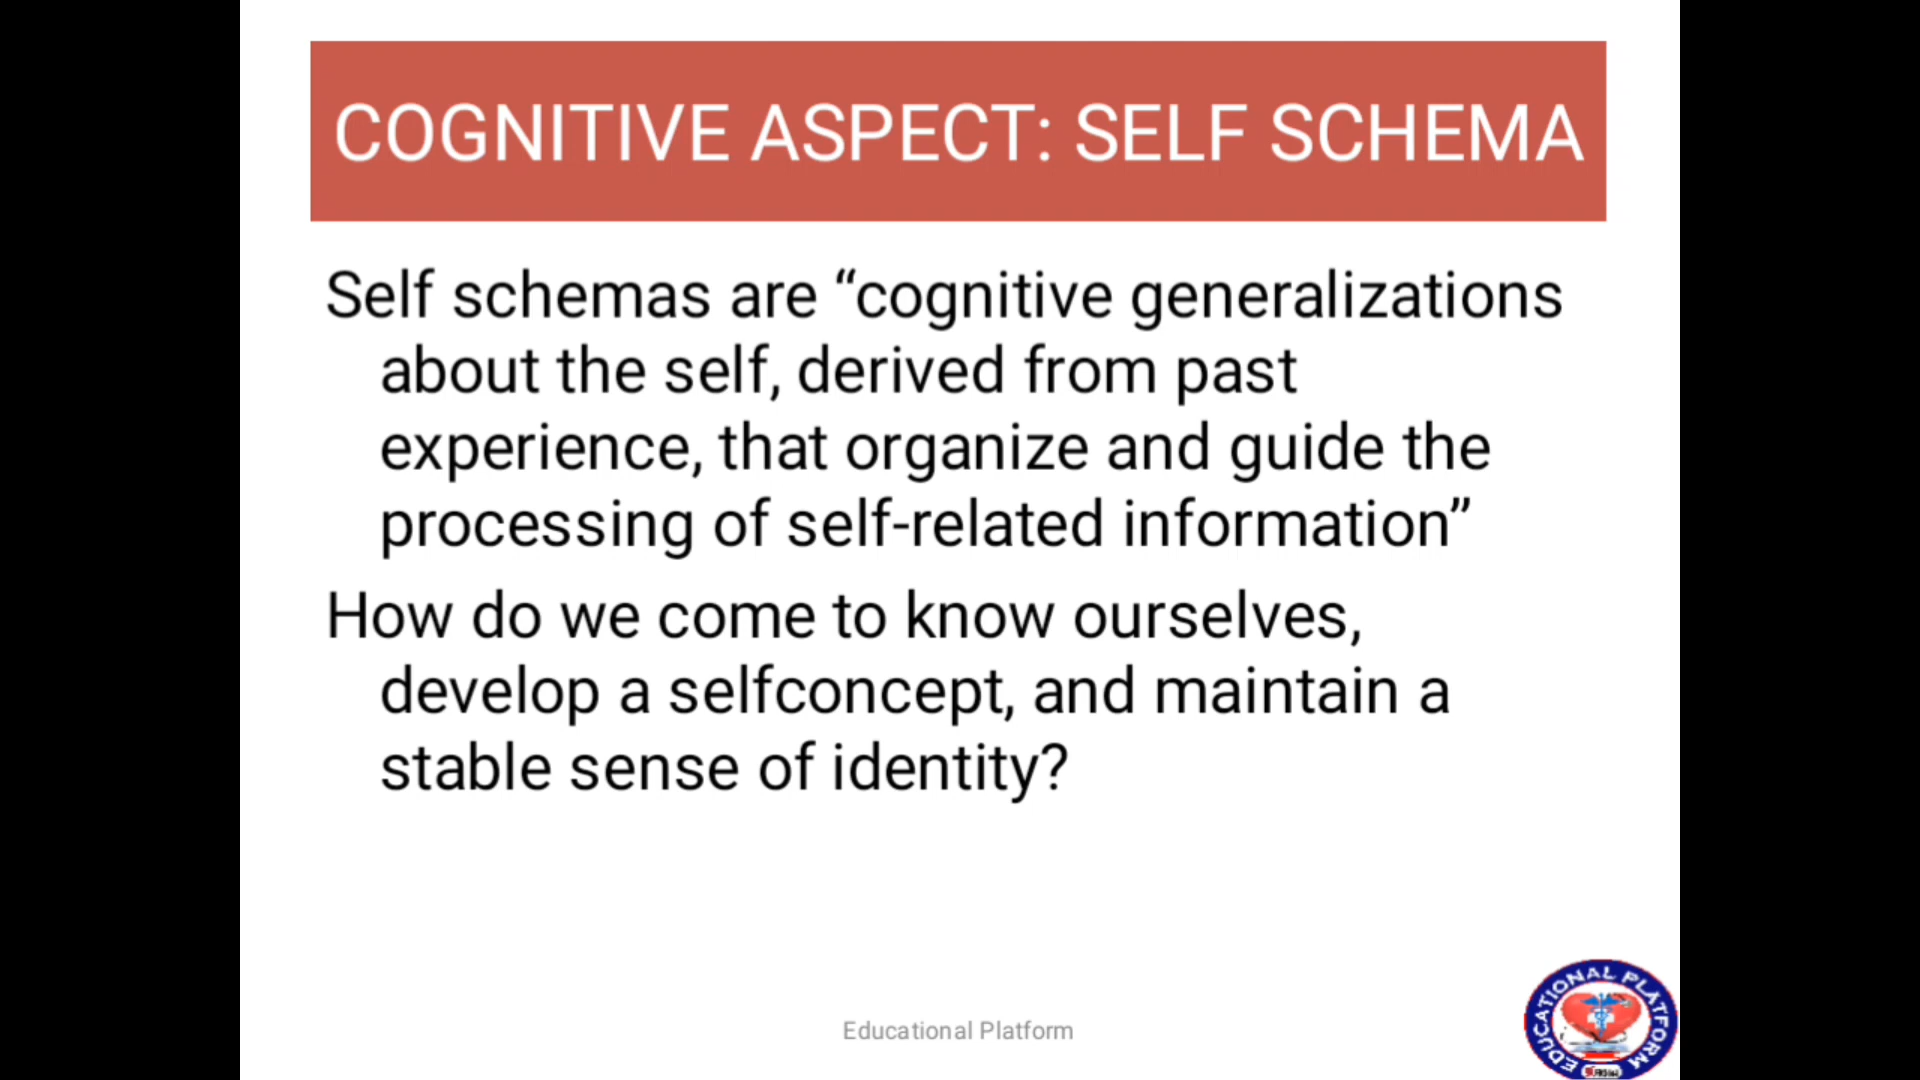 COGNITIVE ASPECT: SELF SCHEMA
Self schemas are “cognitive generalizations
about the self, derived from past
experience, that organize and guide the
processing of self-related information”
How do we come to know ourselves,
develop a selfconcept, and maintain a
stable sense of identity?
Educational Platform
EDUCATIONAL PLATFORM